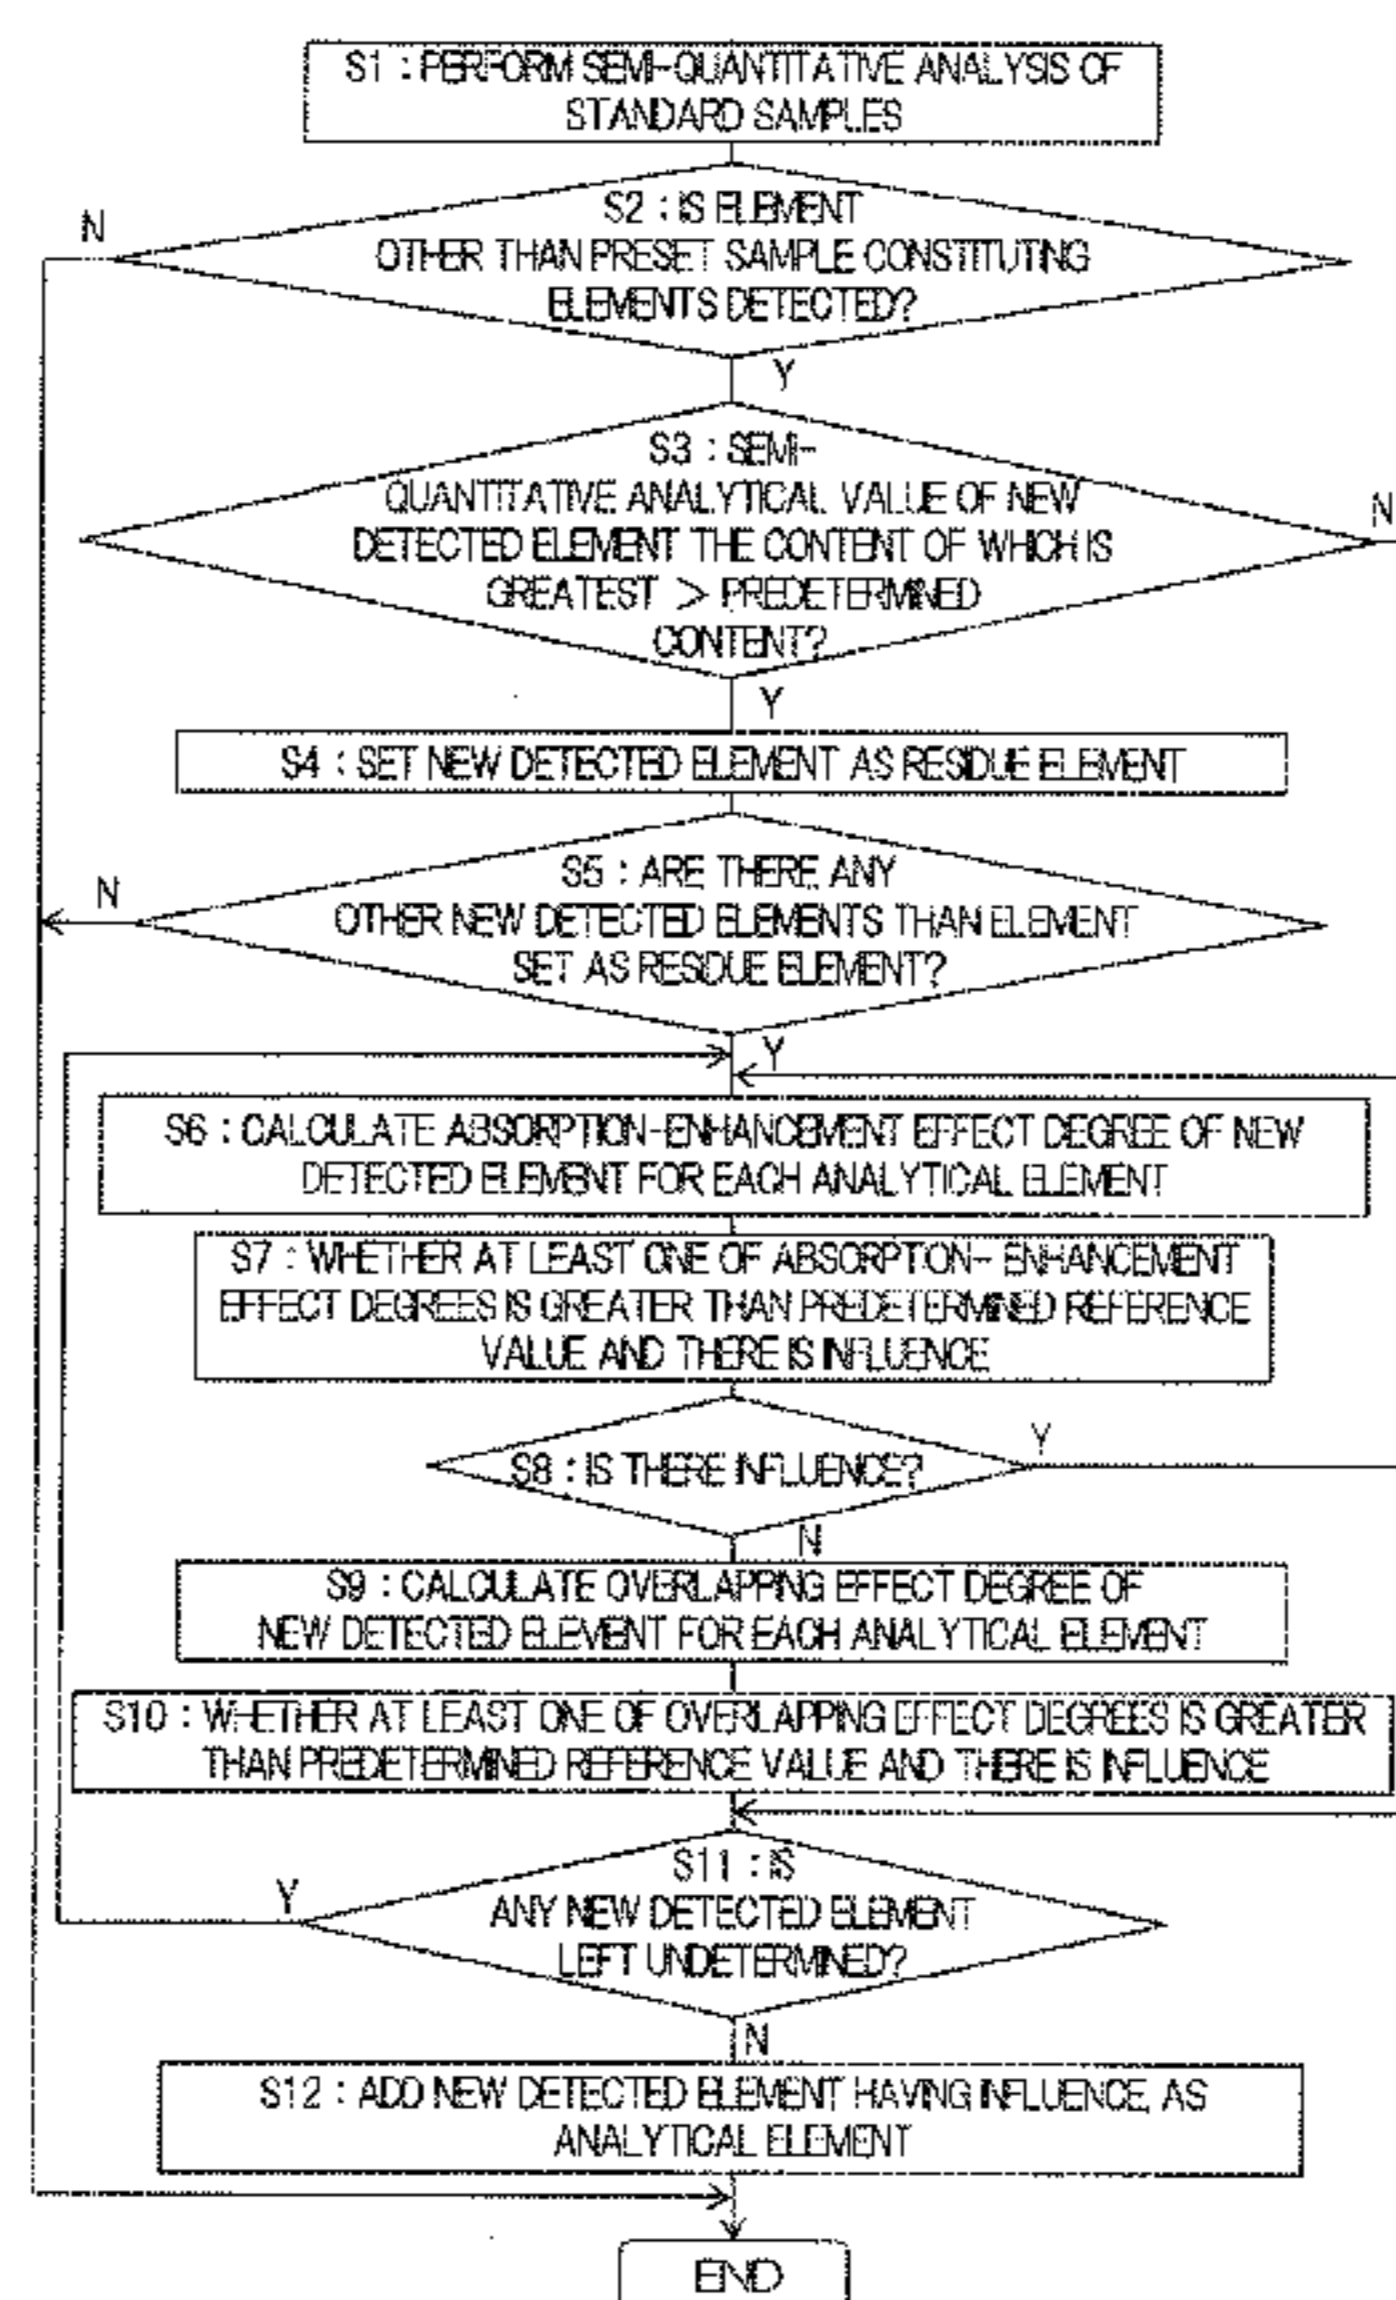 S1 : PERFORM SEMI-QUANTITATIVE ANALYSIS OF
STANDARD SAMPLES
S2 : IS ELEMENT
OTHER THAN PRESET SAMPLE CONSTITUTING
ELEMENTS DETECTED?
N
Y
S3 : SEMI-
QUANTITATIVE ANALYTICAL VALUE OF NEW
DETECTED ELEMENT THE CONTENT OF WHICH IS
GREATEST > PREDETERMINED
CONTENT?
N
Y
S4 : SET NEW DETECTED ELEMENT AS RESIDUE ELEMENT
S5 : ARE THERE ANY
OTHER NEW DETECTED ELEMENTS THAN ELEMENT
SET AS RESIDUE ELEMENT?
N
Y
S6 : CALCULATE ABSORPTION-ENHANCEMENT EFFECT DEGREE OF NEW
DETECTED ELEMENT FOR EACH ANALYTICAL ELEMENT
S7 : WHETHER AT LEAST ONE OF ABSORPTION- ENHANCEMENT
EFFECT DEGREES IS GREATER THAN PREDETERMINED REFERENCE
VALUE AND THERE IS INFLUENCE
S8 : IS THERE INFLUENCE?
Y
N
S9 : CALCULATE OVERLAPPING EFFECT DEGREE OF
NEW DETECTED ELEMENT FOR EACH ANALYTICAL ELEMENT
S10 : WHETHER AT LEAST ONE OF OVERLAPPING EFFECT DEGREES IS GREATER
THAN PREDETERMINED REFERENCE VALUE AND THERE IS INFLUENCE
S11 : IS
ANY NEW DETECTED ELEMENT
LEFT UNDETERMINED?
Y
N
S12 : ADD NEW DETECTED ELEMENT HAVING INFLUENCE, AS
ANALYTICAL ELEMENT
END